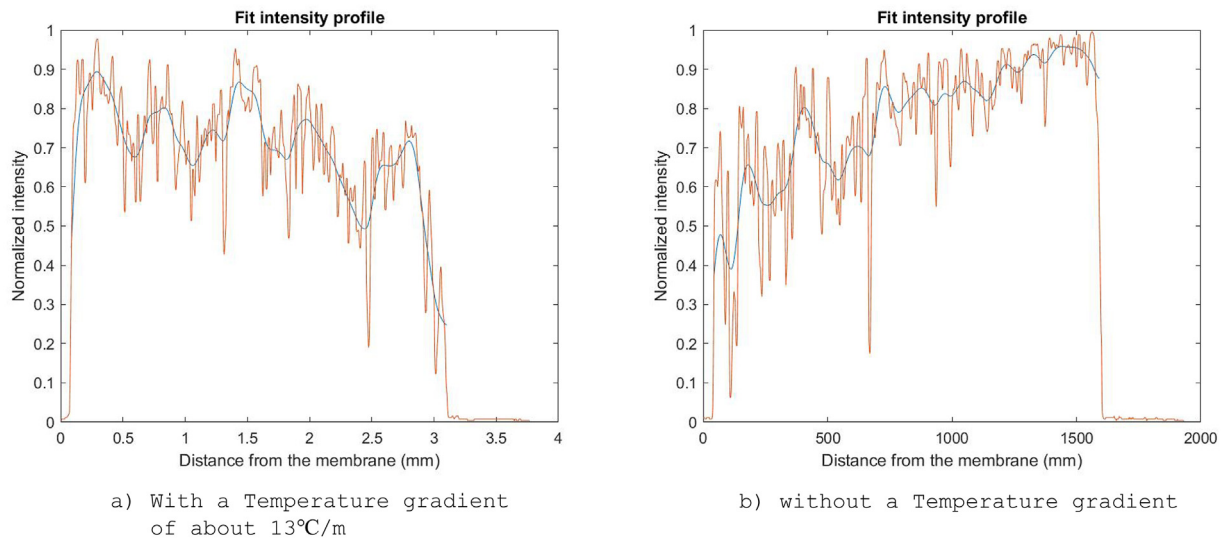 Fit intensity profile
1
0.9
0.8
0.7
0.6
0.5
0.4
0.3
0.2
0.1
0
Normalized intensity
0 0.5 1 1.5 2 2.5 3 3.5 4
Distance from the membrane (mm)
a) With a Temperature gradient
of about 13℃/m
Fit intensity profile
1
0.9
0.8
0.7
0.6
0.5
0.4
0.3
0.2
0.1
0
Normalized intensity
0 500 1000 1500 2000
Distance from the membrane (mm)
b) without a Temperature gradient